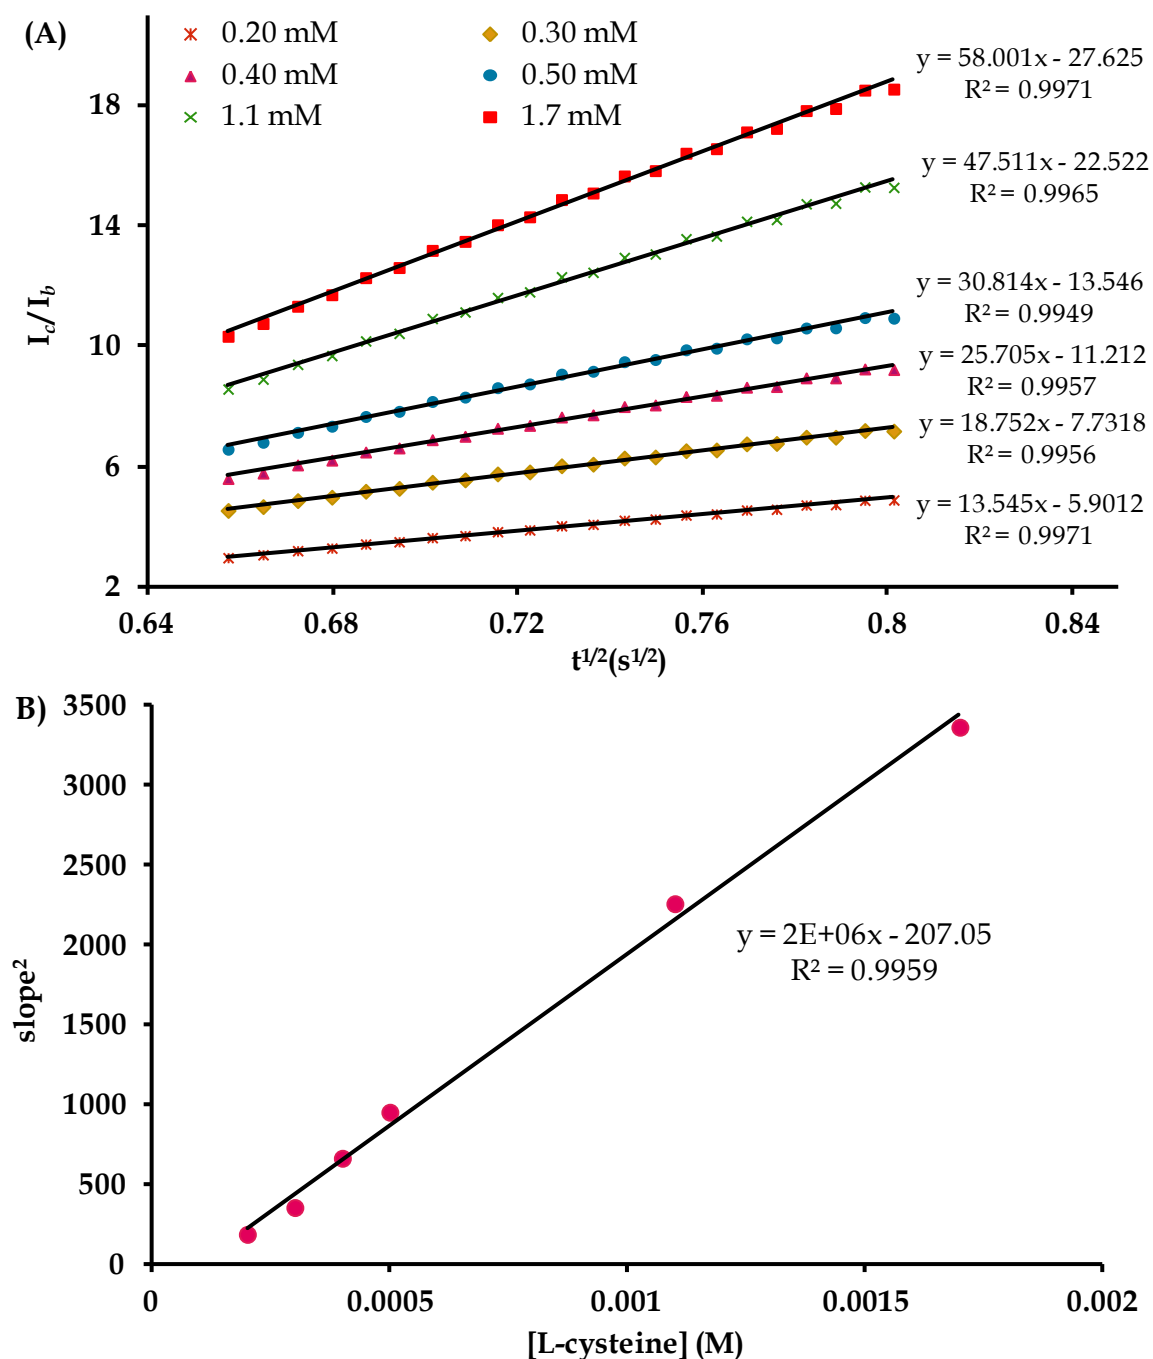 (A)
0.20 mM
0.30 mM
0.40 mM
0.50 mM
1.1 mM
1.7 mM
y = 58.001x - 27.625
R² = 0.9971
y = 47.511x - 22.522
R² = 0.9965
y = 30.814x - 13.546
R² = 0.9949
y = 25.705x - 11.212
R² = 0.9957
y = 18.752x - 7.7318
R² = 0.9956
y = 13.545x - 5.9012
R² = 0.9971
18
14
10
6
2
I_c/ I_b
0.64 0.68 0.72 0.76 0.8 0.84
t^1/2(s^1/2)
B)
3500
3000
2500
2000
1500
1000
500
0
slope²
y = 2E+06x - 207.05
R² = 0.9959
0 0.0005 0.001 0.0015 0.002
[L-cysteine] (M)